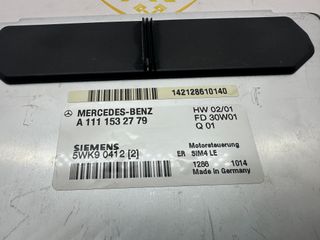 142128610140
MERCEDES-BENZ
A 111 153 27 79
HW 02/01
FD 30W01
Q 01
SIEMENS
5WK9 0412 [2]
Motorsteuerung
ER SIM4 LE
1286 1014
Made in Germany